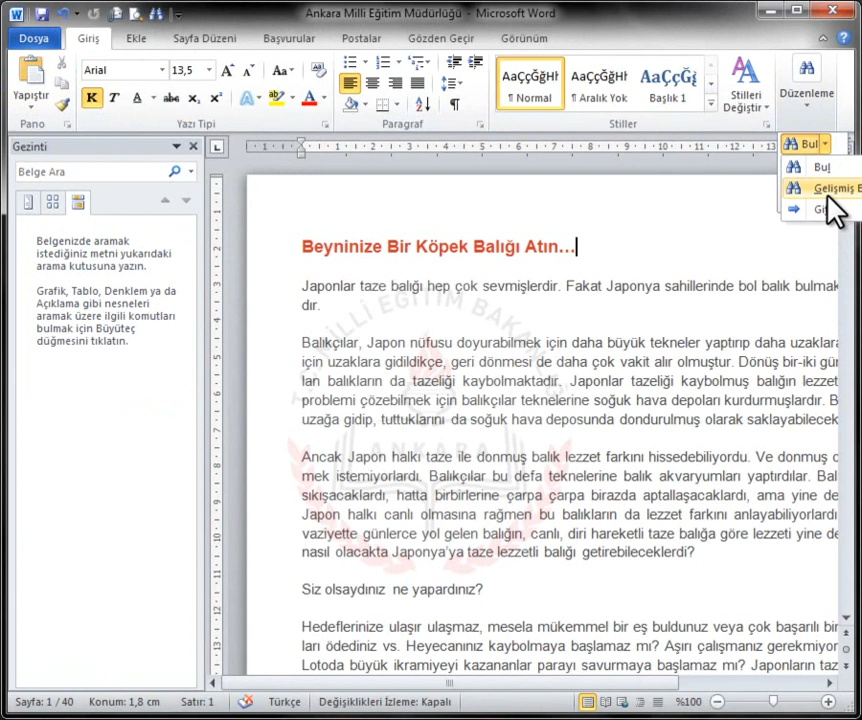 Ankara Milli Eğitim Müdürlüğü - Microsoft Word
Dosya Giriş Ekle Sayfa Düzeni Başvurular Postalar Gözden Geçir Görünüm
Arial 13,5
Yapıştır
Pano Yazı Tipi Paragraf Stiller
AaÇçĞğHł AaÇçĞğHł AaÇçĞğ
¶ Normal ¶ Aralık Yok Başlık 1
Stilleri Değiştir
Düzenleme
Bul
Bul
Gelişmiş
Gezinti
Belge Ara
Belgenizde aramak
istediğiniz metni yukarıdaki
arama kutusuna yazın.
Grafik, Tablo, Denklem ya da
Açıklama gibi nesneleri
aramak üzere ilgili komutları
bulmak için Büyüteç
düğmesini tıklatın.
Beyninize Bir Köpek Balığı Atın…
Japonlar taze balığı hep çok sevmişlerdir. Fakat Japonya sahillerinde bol balık bulmak
dır.
Balıkçılar, Japon nüfusu doyurabilmek için daha büyük tekneler yaptırıp daha uzaklara
için uzaklara gidildikçe, geri dönmesi de daha çok vakit alır olmuştur. Dönüş bir-iki gün
lan balıkların da tazeliği kaybolmaktadır, Japonlar tazeliği kaybolmuş balığın lezzet
problemi çözebilmek için balıkçılar teknelerine soğuk hava depoları kurdurmuşlardır. B
uzağa gidip, tuttuklarını da soğuk hava deposunda dondurulmuş olarak saklayabilecek
Ancak Japon halkı taze ile donmuş balık lezzet farkını hissedebiliyordu. Ve donmuş
mek istemiyorlardı. Balıkçılar bu defa teknelerine balık akvaryumları yaptırdılar. Bal
sıkışacaklardı, hatta birbirlerine çarpa çarpa birazda aptallaşacaklardı, ama yine de
Japon halkı canlı olmasına rağmen bu balıkların da lezzet farkını anlayabiliyorlardı
vaziyette günlerce yol gelen balığın, canlı, diri hareketli taze balığa göre lezzeti yine de
nasıl olacakta Japonya'ya taze lezzetli balığı getirebileceklerdi?
Siz olsaydınız ne yapardınız?
Hedeflerinize ulaşır ulaşmaz, mesela mükemmel bir eş buldunuz veya çok başarılı bir
ları ödediniz vs. Heyecanınız kaybolmaya başlamaz mı? Aşırı çalışmanız gerekmiyor
Lotoda büyük ikramiyeyi kazananlar parayı savurmaya başlamaz mı? Japonların taz
T.C. MİLLİ EĞİTİM BAKANLIĞI
ANKARA
Sayfa: 1 / 40 Konum: 1,8 cm Satır: 1 Türkçe Değişiklikleri İzleme: Kapalı %100